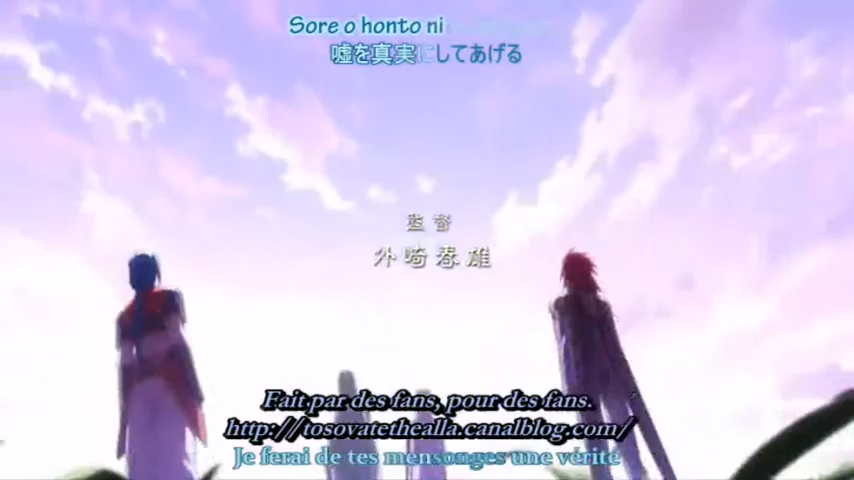 Sore o honto ni
嘘を真実にしてあげる
監督
外崎春雄
Fait par des fans, pour des fans.
http://tosovatethealla.canalblog.com/
Je ferai de tes mensonges une vérité